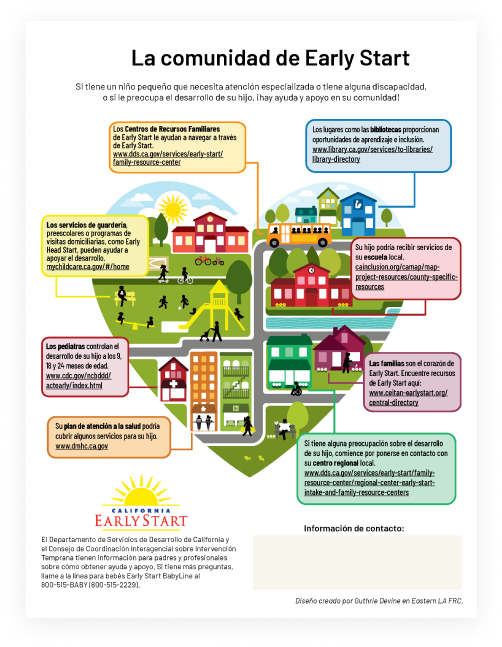 La comunidad de Early Start
Si tiene un niño pequeño que necesita atención especializada o tiene alguna discapacidad,
o si le preocupa el desarrollo de su hijo, ¡hay ayuda y apoyo en su comunidad!
Los Centros de Recursos Familiares
de Early Start le ayudan a navegar a través
de Early Start.
www.dds.ca.gov/services/early-start/
family-resource-center
Los lugares como las bibliotecas proporcionan
oportunidades de aprendizaje e inclusión.
www.library.ca.gov/services/to-libraries/
library-directory
Los servicios de guardería,
preescolares o programas de
visitas domiciliarias, como Early
Head Start, pueden ayudar a
apoyar el desarrollo.
mychildcare.ca.gov/#/home
Su hijo podría recibir servicios de
su escuela local.
cainclusion.org/camap/map-
project-resources/county-specific-
resources
Los pediatras controlan el
desarrollo de su hijo a los 9,
18 y 24 meses de edad.
www.cdc.gov/ncbddd/
actearly/index.html
Las familias son el corazón de
Early Start. Encuentre recursos
de Early Start aquí:
www.ceitan-earlystart.org/
central-directory
Su plan de atención a la salud podría
cubrir algunos servicios para su hijo.
www.dmhc.ca.gov
Si tiene alguna preocupación sobre el desarrollo
de su hijo, comience por ponerse en contacto con
su centro regional local.
www.dds.ca.gov/services/early-start/family-
resource-center/regional-center-early-start-
intake-and-family-resource-centers
CALIFORNIA
EARLY START
El Departamento de Servicios de Desarrollo de California y
el Consejo de Coordinación Interagencial sobre Intervención
Temprana tienen información para padres y profesionales
sobre cómo obtener ayuda y apoyo. Si tiene más preguntas,
llame a la línea para bebés Early Start BabyLine al
800-515-BABY (800-515-2229).
Información de contacto:
Diseño creado por Guthrie Devine en Eastern LA FRC.